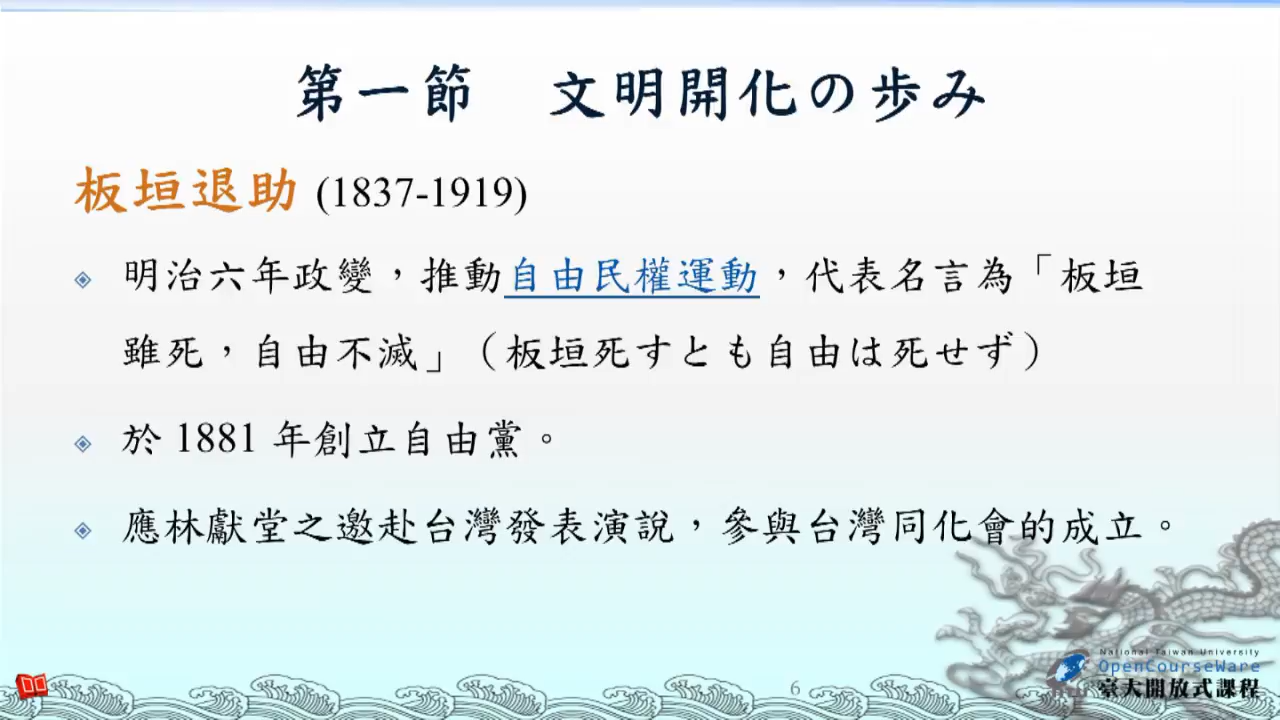 第一節　文明開化の歩み
板垣退助 (1837-1919)
明治六年政變，推動自由民權運動，代表名言為「板垣
雖死，自由不滅」（板垣死すとも自由は死せず）
於 1881 年創立自由黨。
應林獻堂之邀赴台灣發表演說，參與台灣同化會的成立。
6
National Taiwan University
OpenCourseWare
臺大開放式課程